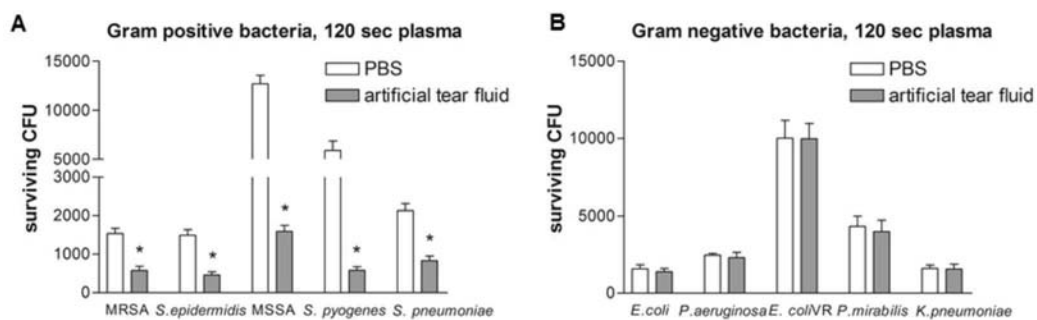 A
Gram positive bacteria, 120 sec plasma
surviving CFU
15000
10000
5000
3000
2000
1000
0
PBS
artificial tear fluid
* * * * *
MRSA S.epidermidis MSSA S. pyogenes S. pneumoniae
B
Gram negative bacteria, 120 sec plasma
surviving CFU
15000
10000
5000
0
PBS
artificial tear fluid
E.coli P.aeruginosa E. coliVR P.mirabilis K.pneumoniae